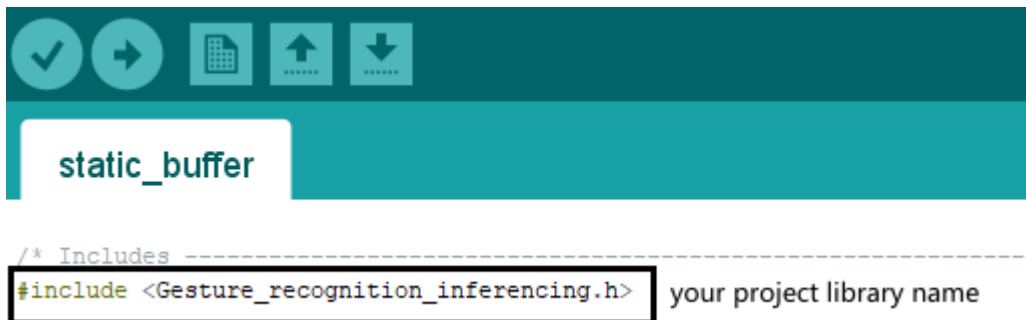 static_buffer
/* Includes ------------------------------------------------------------
#include <Gesture_recognition_inferencing.h> your project library name